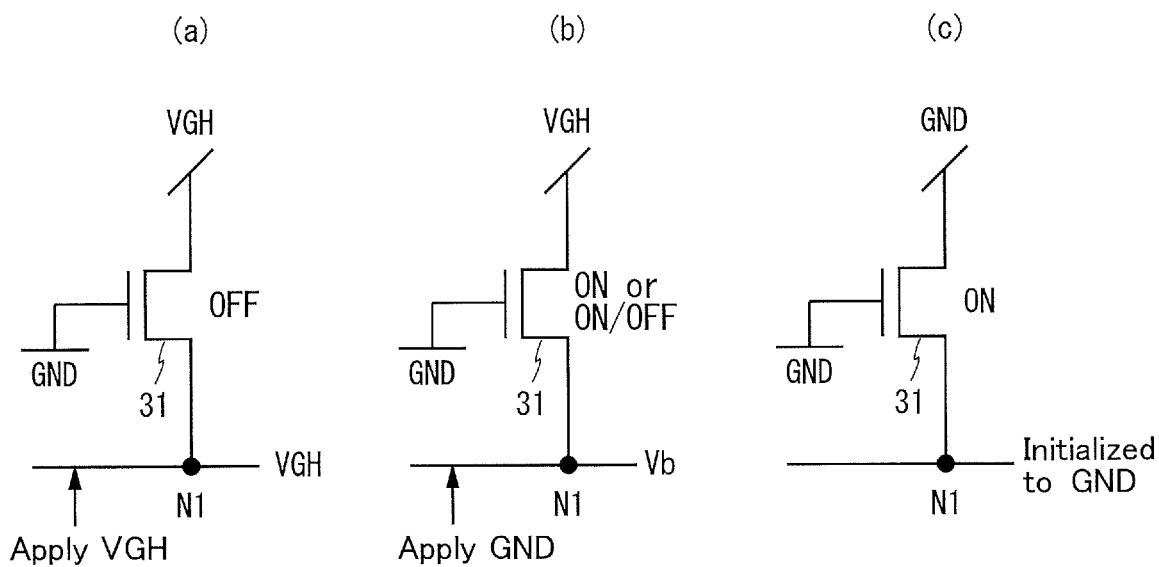 (a)
(b)
(c)
VGH
VGH
GND
OFF
ON or
ON/OFF
ON
GND
31
GND
31
GND
31
VGH
Vb
Initialized
to GND
N1
N1
N1
Apply VGH
Apply GND